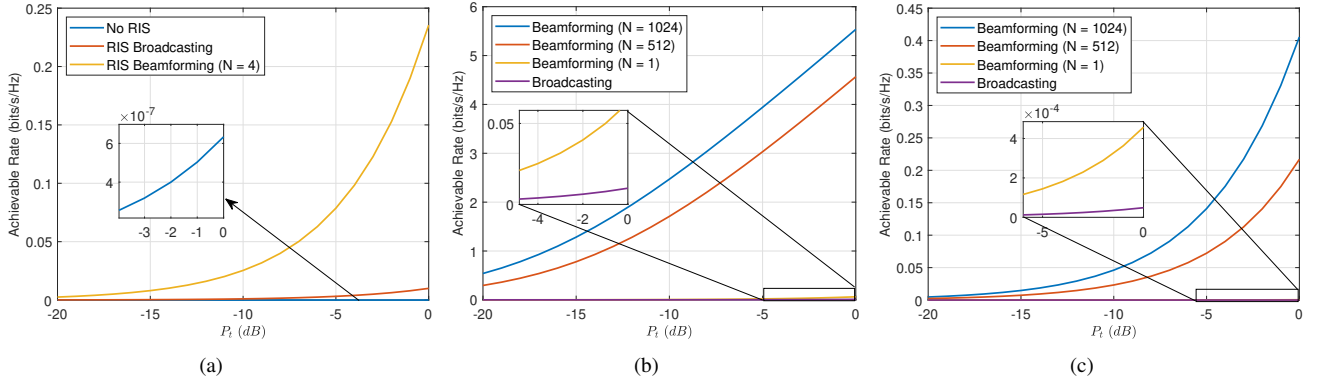 0.25
0.2
0.15
0.1
0.05
0
Achievable Rate (bits/s/Hz)
No RIS
RIS Broadcasting
RIS Beamforming (N = 4)
×10⁻⁷
6
4
-3 -2 -1 0
-20 -15 -10 -5 0
P_t (dB)
(a)
6
5
4
3
2
1
0
Achievable Rate (bits/s/Hz)
Beamforming (N = 1024)
Beamforming (N = 512)
Beamforming (N = 1)
Broadcasting
0.05
0
-4 -2 0
-20 -15 -10 -5 0
P_t (dB)
(b)
0.45
0.4
0.35
0.3
0.25
0.2
0.15
0.1
0.05
0
Achievable Rate (bits/s/Hz)
Beamforming (N = 1024)
Beamforming (N = 512)
Beamforming (N = 1)
Broadcasting
×10⁻⁴
4
2
0
-5 0
-20 -15 -10 -5 0
P_t (dB)
(c)